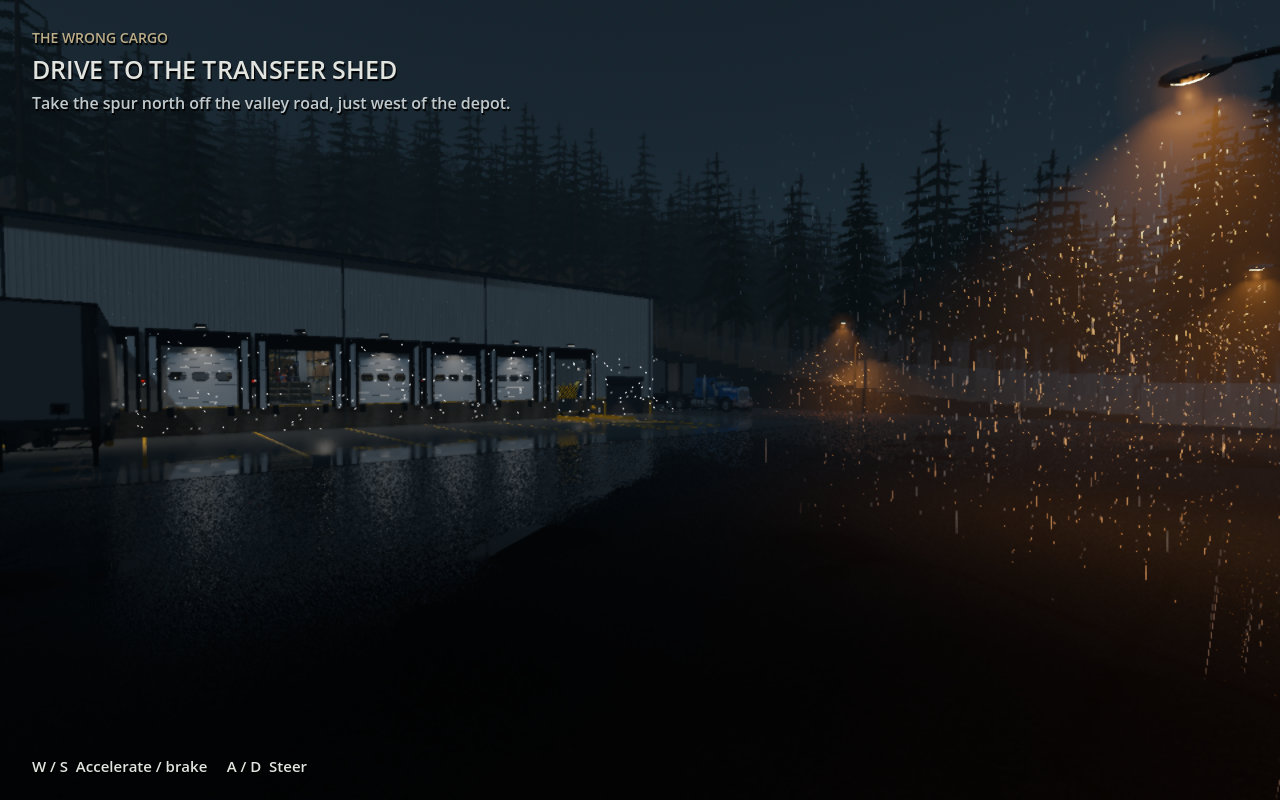 THE WRONG CARGO
DRIVE TO THE TRANSFER SHED
Take the spur north off the valley road, just west of the depot.
W / S Accelerate / brake A / D Steer